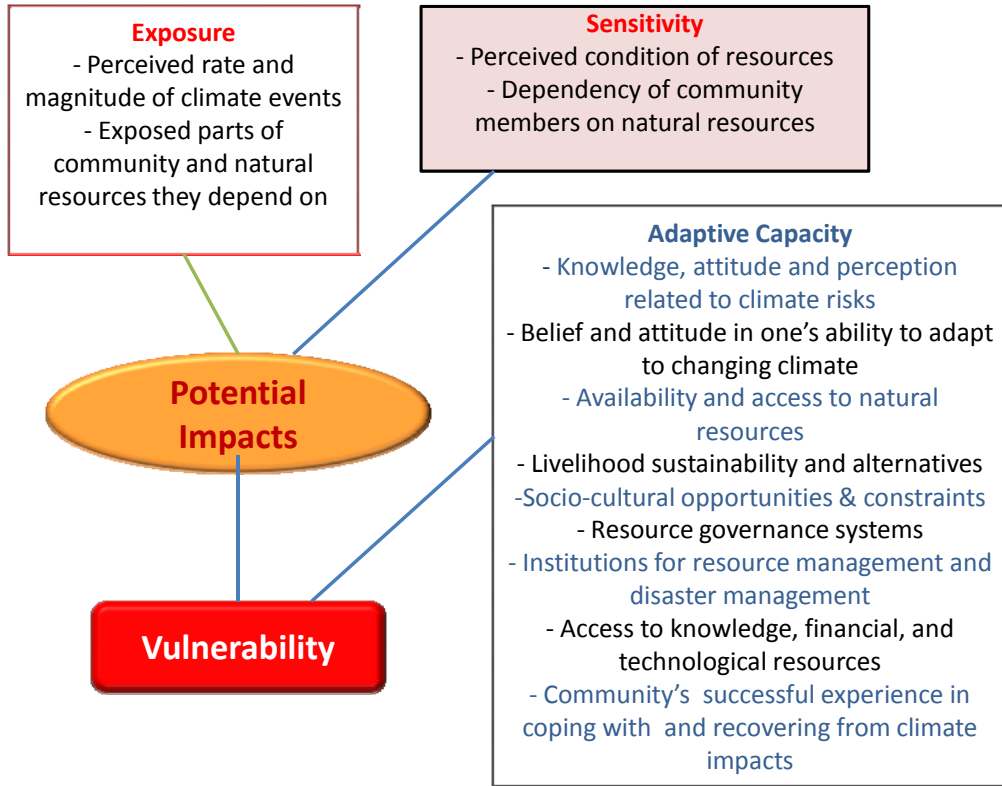 Exposure
- Perceived rate and
magnitude of climate events
- Exposed parts of
community and natural
resources they depend on
Sensitivity
- Perceived condition of resources
- Dependency of community
members on natural resources
Adaptive Capacity
- Knowledge, attitude and perception
related to climate risks
- Belief and attitude in one’s ability to adapt
to changing climate
- Availability and access to natural
resources
- Livelihood sustainability and alternatives
-Socio-cultural opportunities & constraints
- Resource governance systems
- Institutions for resource management and
disaster management
- Access to knowledge, financial, and
technological resources
- Community’s  successful experience in
coping with  and recovering from climate
impacts
Potential
Impacts
Vulnerability